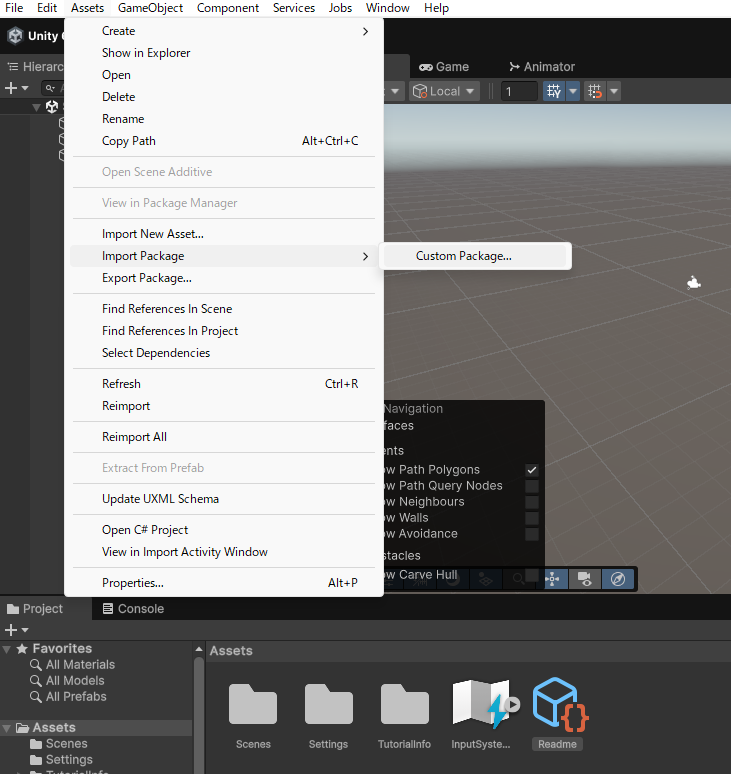 File Edit Assets GameObject Component Services Jobs Window Help
Unity
Hierarc
Create
Show in Explorer
Open
Delete
Rename
Copy Path Alt+Ctrl+C
Open Scene Additive
View in Package Manager
Import New Asset...
Import Package
Export Package...
Find References In Scene
Find References In Project
Select Dependencies
Refresh Ctrl+R
Reimport
Reimport All
Extract From Prefab
Update UXML Schema
Open C# Project
View in Import Activity Window
Properties... Alt+P
Custom Package...
Game Animator
Local 1
Navigation
faces
ents
ow Path Polygons
ow Path Query Nodes
ow Neighbours
ow Walls
ow Avoidance
stacles
ow Carve Hull
Project Console
Favorites
All Materials
All Models
All Prefabs
Assets
Scenes
Settings
TutorialInfo
Assets
Scenes Settings TutorialInfo InputSyste... Readme